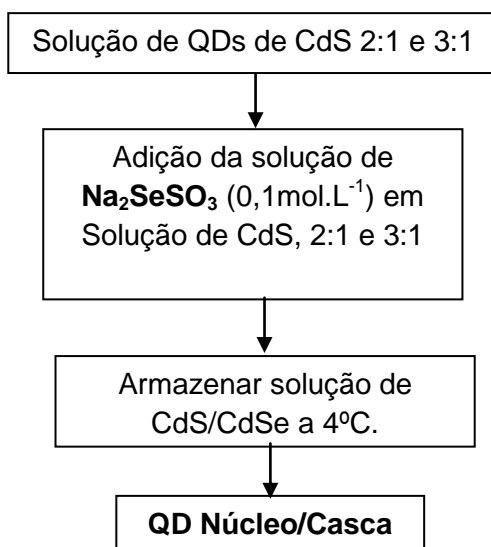 Solução de QDs de CdS 2:1 e 3:1
Adição da solução de
Na₂SeSO₃ (0,1mol.L⁻¹) em
Solução de CdS, 2:1 e 3:1
Armazenar solução de
CdS/CdSe a 4ºC.
QD Núcleo/Casca